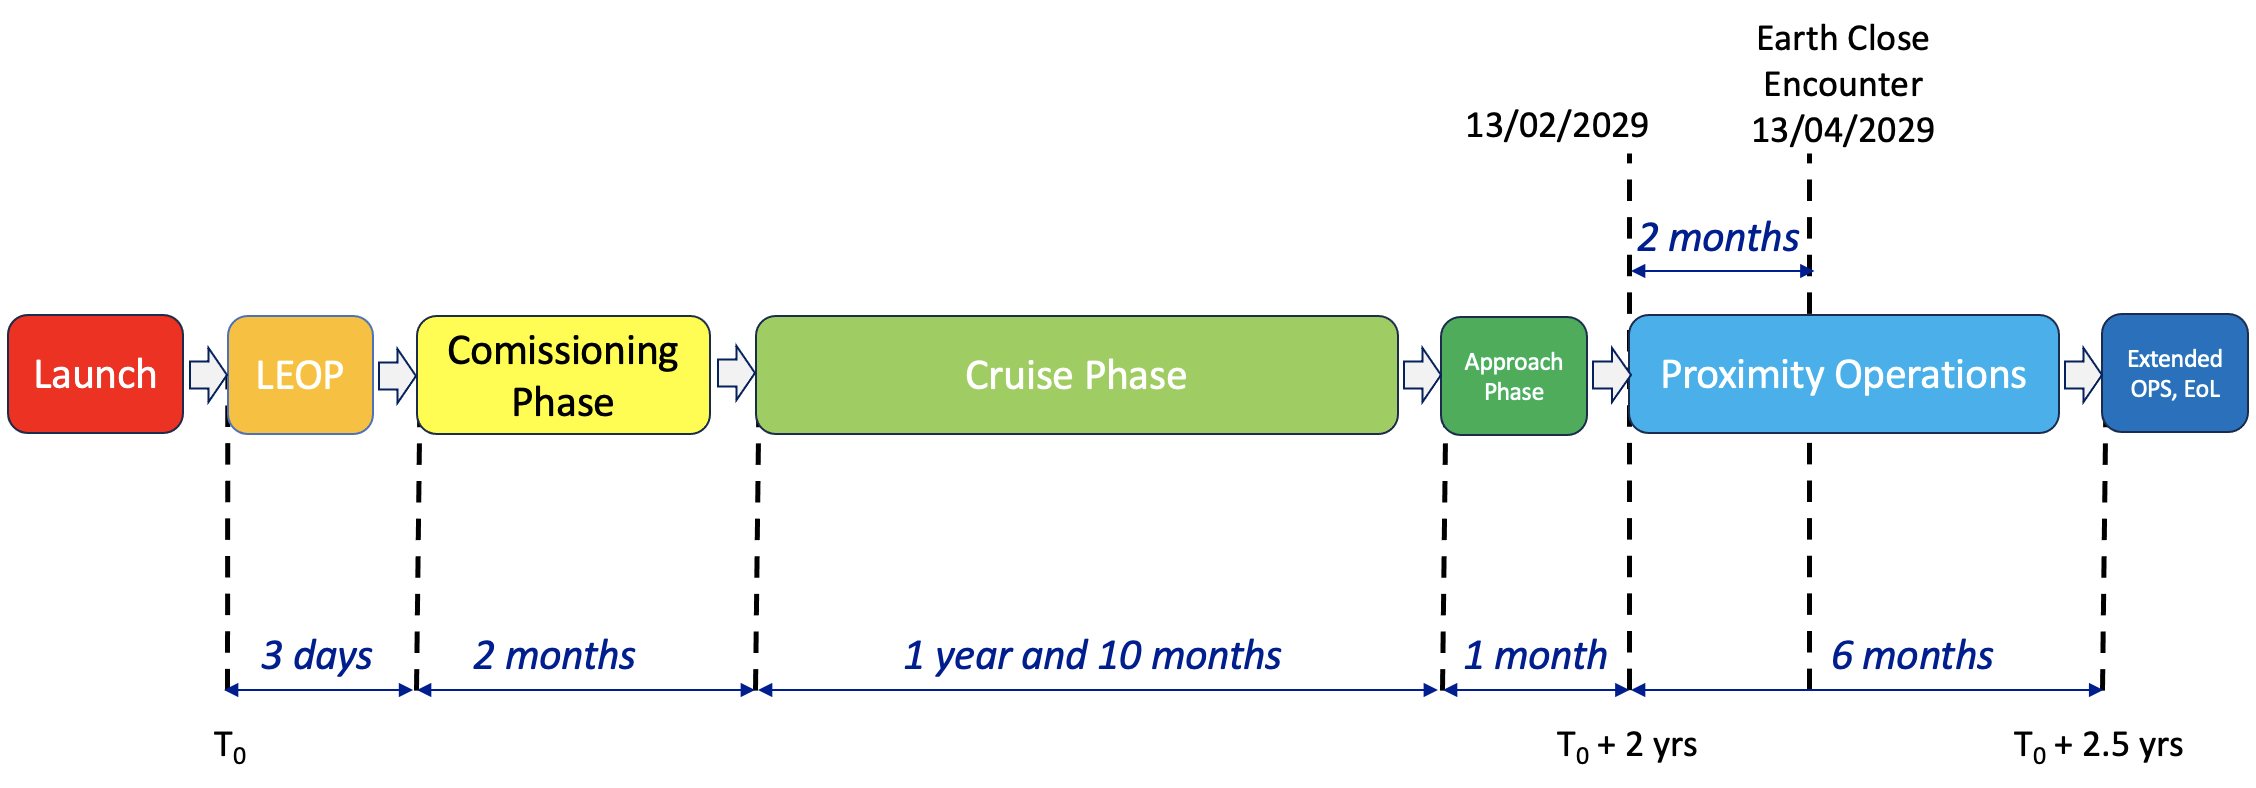 Earth Close
Encounter
13/02/2029
13/04/2029
2 months
Launch
LEOP
Comissioning
Phase
Cruise Phase
Approach
Phase
Proximity Operations
Extended
OPS, EoL
3 days
2 months
1 year and 10 months
1 month
6 months
T₀
T₀ + 2 yrs
T₀ + 2.5 yrs